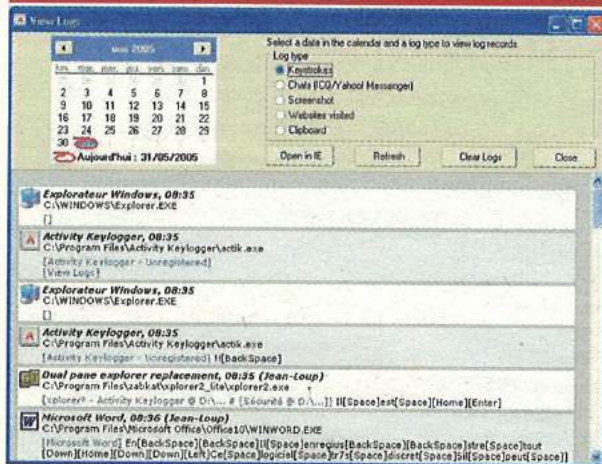 View Logs
mai 2005
lun. mar. mer. jeu. ven. sam. dim.
1
2 3 4 5 6 7 8
9 10 11 12 13 14 15
16 17 18 19 20 21 22
23 24 25 26 27 28 29
30
Aujourd'hui : 31/05/2005
Select a date in the calendar and a log type to view log records.
Log type
Keystrokes
Chats (ICQ/Yahoo! Messenger)
Screenshot
Websites visited
Clipboard
Open in IE Refresh Clear Logs Close
Explorateur Windows, 08:35
C:\WINDOWS\Explorer.EXE
[]
Activity Keylogger, 08:35
C:\Program Files\Activity Keylogger\actik.exe
[Activity Keylogger - Unregistered]
[View Logs]
Explorateur Windows, 08:35
C:\WINDOWS\Explorer.EXE
[]
Activity Keylogger, 08:35
C:\Program Files\Activity Keylogger\actik.exe
[Activity Keylogger - Unregistered] !![BackSpace]
Dual pane explorer replacement, 08:35 (Jean-Loup)
C:\Program Files\zabkat\xplorer2_lite\xplorer2.exe
[xplorer² - Activity Keylogger @ D:\... # [Sécurité @ D:\...]] Il[Space]est[Space][Home][Enter]
Microsoft Word, 08:36 (Jean-Loup)
C:\Program Files\Microsoft Office\Office10\WINWORD.EXE
[Microsoft Word] En[BackSpace][BackSpace]Il[Space]enregius[BackSpace][BackSpace]stre[Space]tout
[Down][Home][Down][Down][Left]Ce[Space]logiciel[Space]tr7s[Space]discret[Space]Sil[Space]peut[Space]]